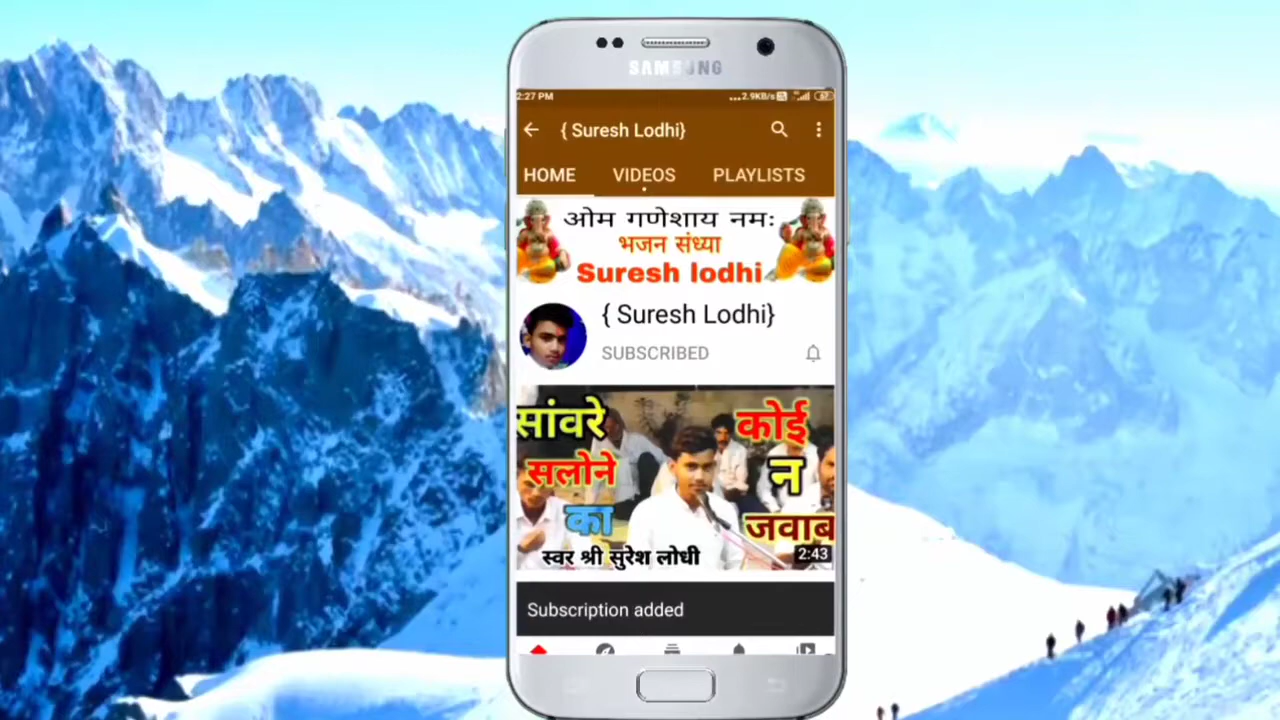 SAMSUNG
2:27 PM ...2.9KB/s 62
{ Suresh Lodhi}
HOME VIDEOS PLAYLISTS
ओम गणेशाय नमः
भजन संध्या
Suresh lodhi
{ Suresh Lodhi}
SUBSCRIBED
सांवरे कोई
सलोने न
का जवाब
स्वर श्री सुरेश लोधी 2:43
Subscription added